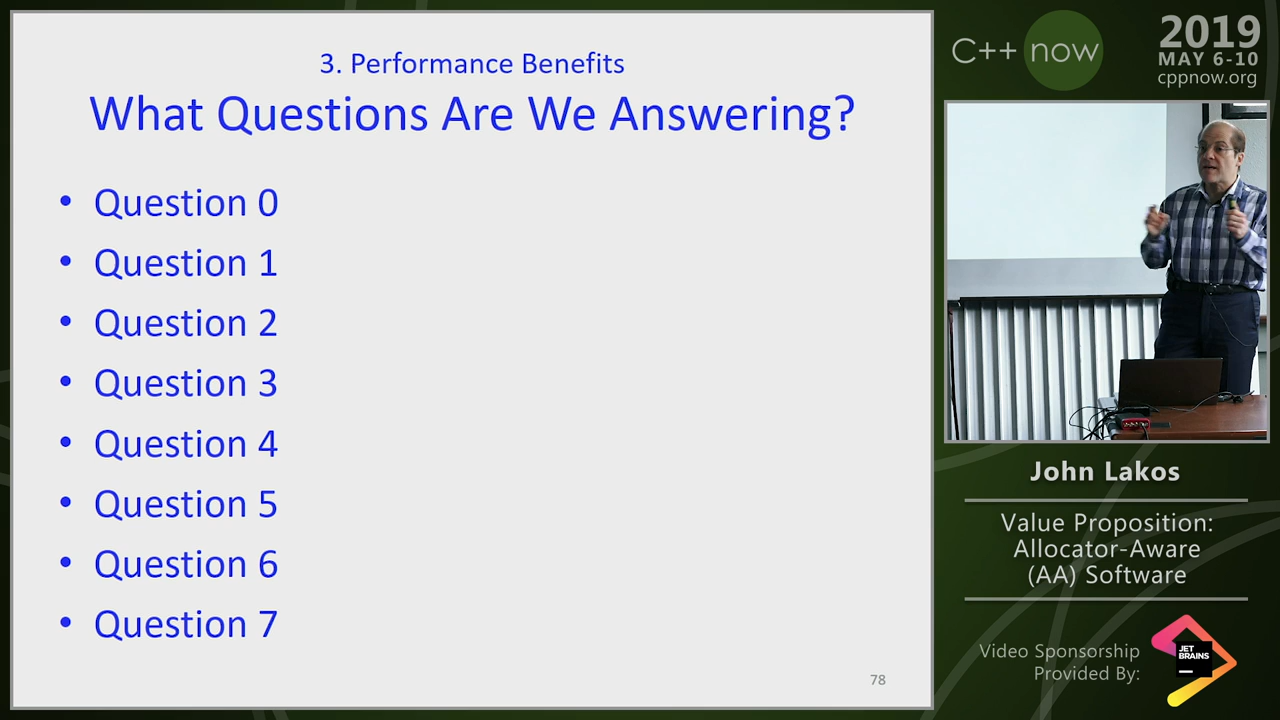 3. Performance Benefits
What Questions Are We Answering?
• Question 0
• Question 1
• Question 2
• Question 3
• Question 4
• Question 5
• Question 6
• Question 7
78
C++ now
2019
MAY 6-10
cppnow.org
John Lakos
Value Proposition:
Allocator-Aware
(AA) Software
Video Sponsorship
Provided By:
JET
BRAINS